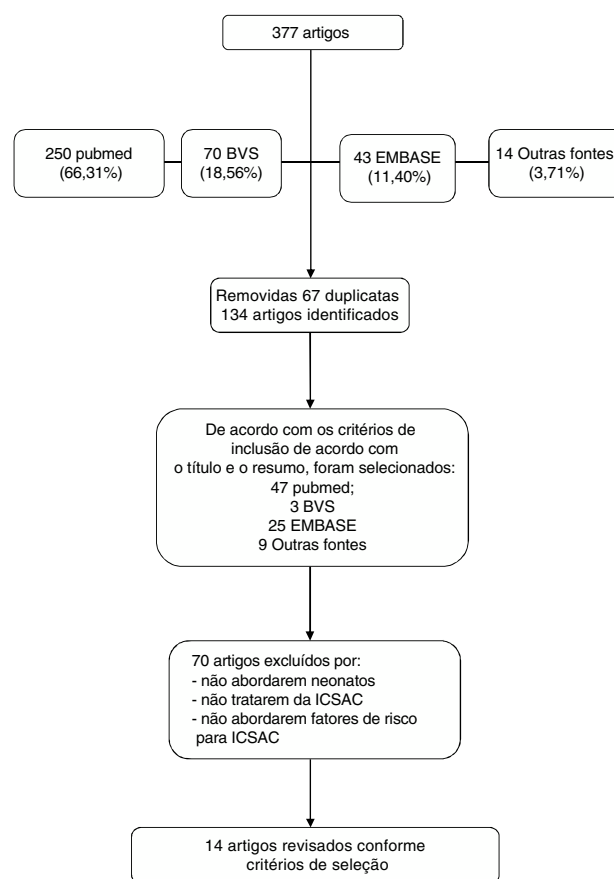 377 artigos
250 pubmed
(66,31%)
70 BVS
(18,56%)
43 EMBASE
(11,40%)
14 Outras fontes
(3,71%)
Removidas 67 duplicatas
134 artigos identificados
De acordo com os critérios de
inclusão de acordo com
o título e o resumo, foram selecionados:
47 pubmed;
3 BVS
25 EMBASE
9 Outras fontes
70 artigos excluídos por:
- não abordarem neonatos
- não tratarem da ICSAC
- não abordarem fatores de risco
para ICSAC
14 artigos revisados conforme
critérios de seleção